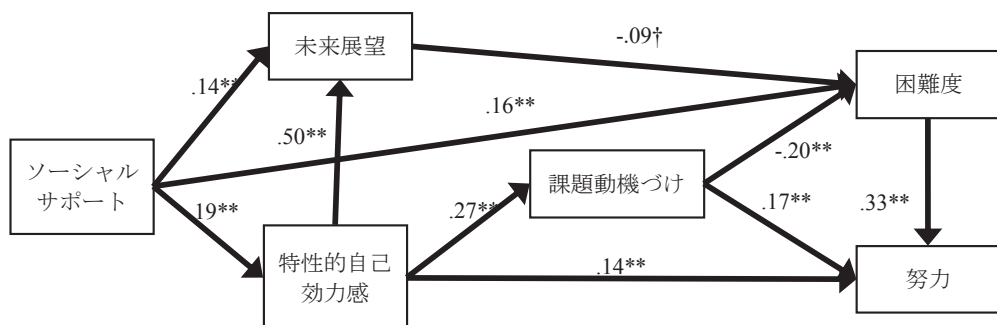 未来展望
-.09†
困難度
.14**
.16**
.50**
ソーシャル
サポート
課題動機づけ
-.20**
.19**
.27**
.17**
.33**
特性的自己
効力感
.14**
努力